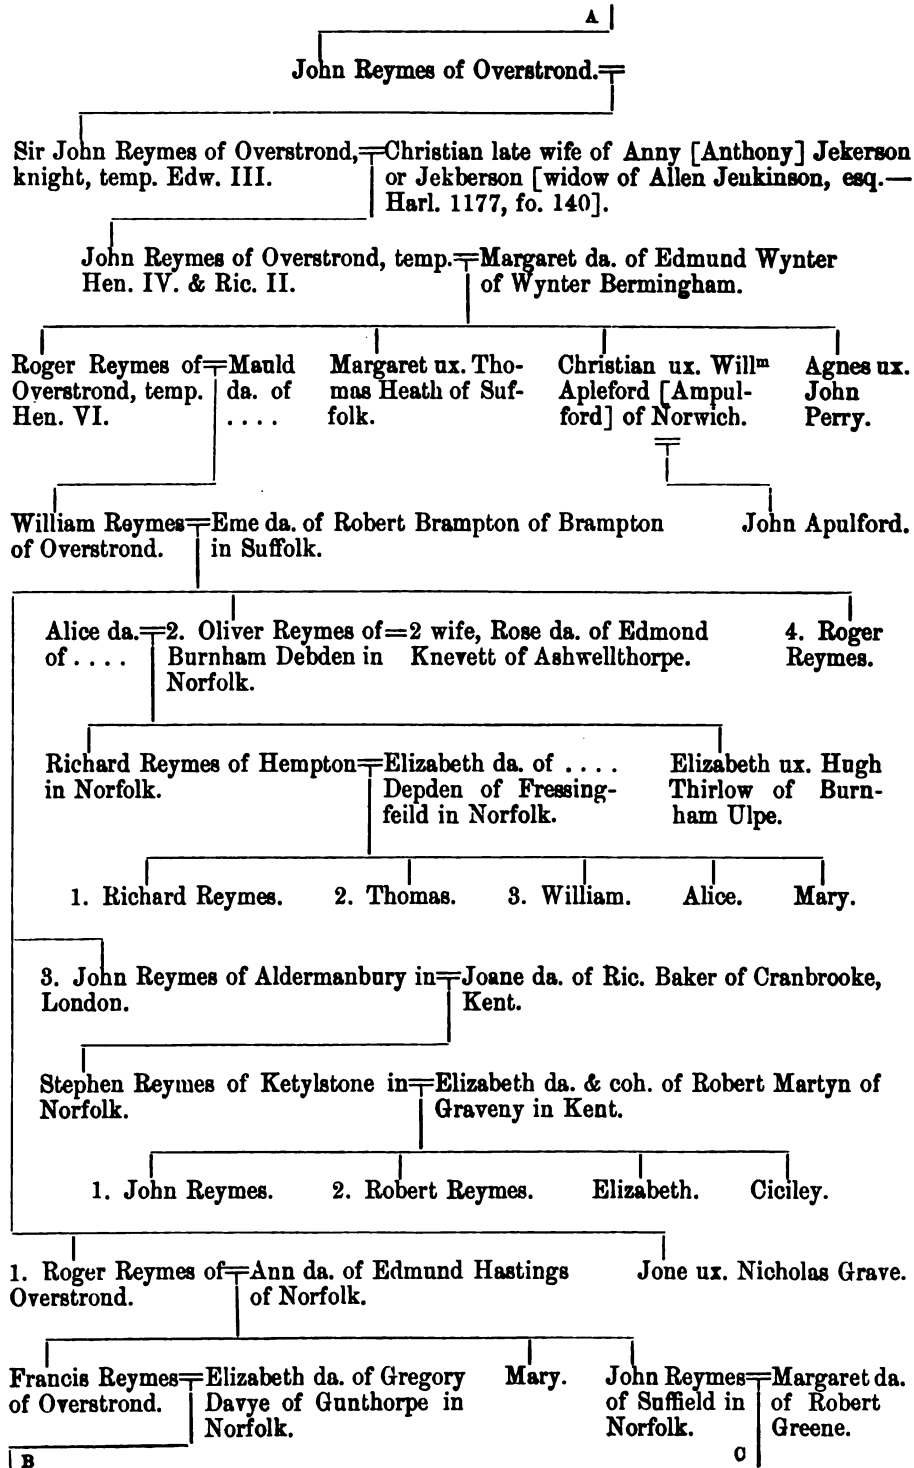 A
John Reymes of Overstrond.
Sir John Reymes of Overstrond, Christian late wife of Anny [Anthony] Jekerson
knight, temp. Edw. III. or Jekberson [widow of Allen Jenkinson, esq.—
Harl. 1177, fo. 140].
John Reymes of Overstrond, temp. Margaret da. of Edmund Wynter
Hen. IV. & Ric. II. of Wynter Bermingham.
Roger Reymes of Mauld Margaret ux. Tho- Christian ux. Willm Agnes ux.
Overstrond, temp. da. of mas Heath of Suf- Apleford [Ampul- John
Hen. VI. .... folk. ford] of Norwich. Perry.
William Reymes Eme da. of Robert Brampton of Brampton John Apulford.
of Overstrond. in Suffolk.
Alice da. 2. Oliver Reymes of=2 wife, Rose da. of Edmond 4. Roger
of .... Burnham Debden in Knevett of Ashwellthorpe. Reymes.
Norfolk.
Richard Reymes of Hempton Elizabeth da. of .... Elizabeth ux. Hugh
in Norfolk. Depden of Fressing- Thirlow of Burn-
feild in Norfolk. ham Ulpe.
1. Richard Reymes. 2. Thomas. 3. William. Alice. Mary.
3. John Reymes of Aldermanbury in Joane da. of Ric. Baker of Cranbrooke,
London. Kent.
Stephen Reymes of Ketylstone in Elizabeth da. & coh. of Robert Martyn of
Norfolk. Graveny in Kent.
1. John Reymes. 2. Robert Reymes. Elizabeth. Ciciley.
1. Roger Reymes of Ann da. of Edmund Hastings Jone ux. Nicholas Grave.
Overstrond. of Norfolk.
Francis Reymes Elizabeth da. of Gregory Mary. John Reymes Margaret da.
of Overstrond. Davye of Gunthorpe in of Suffield in of Robert
Norfolk. Norfolk. Greene.
B C